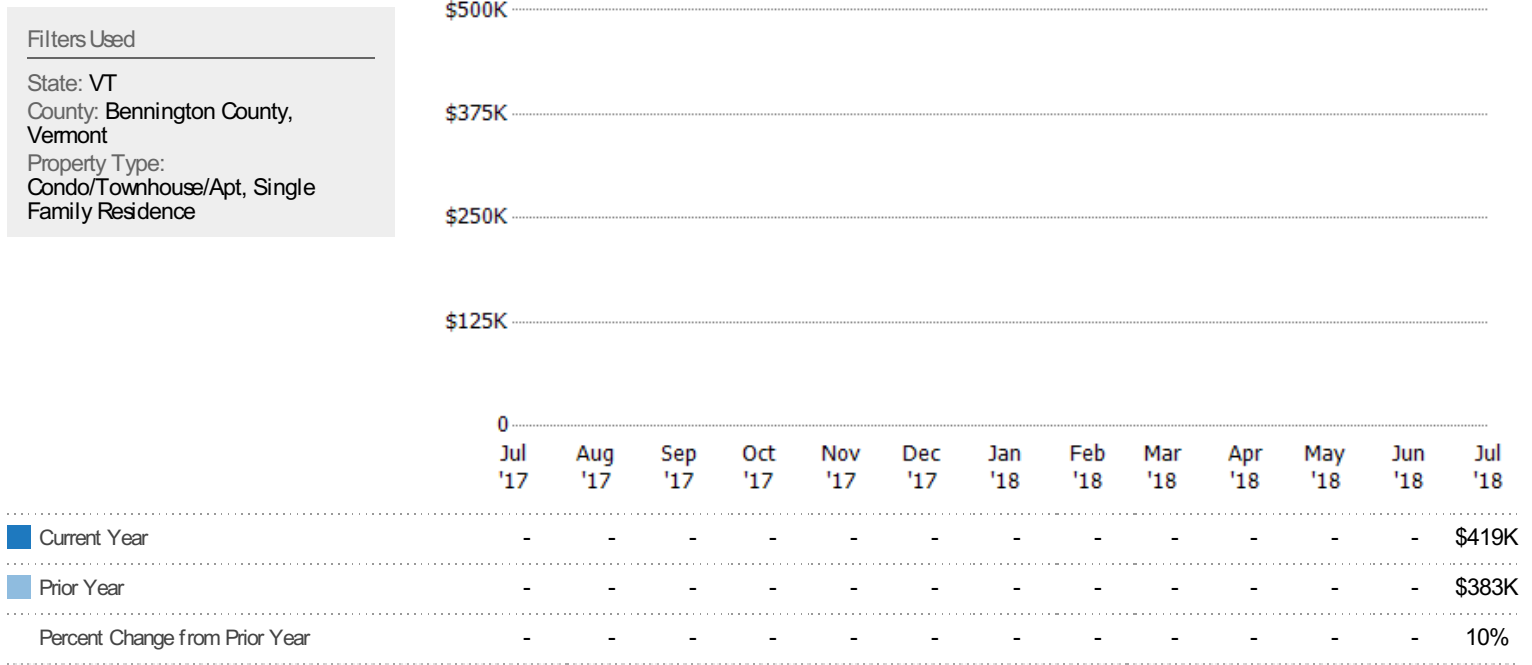 Filters Used
State: VT
County: Bennington County,
Vermont
Property Type:
Condo/Townhouse/Apt, Single
Family Residence
$500K
$375K
$250K
$125K
0
Jul Aug Sep Oct Nov Dec Jan Feb Mar Apr May Jun Jul
'17 '17 '17 '17 '17 '17 '18 '18 '18 '18 '18 '18 '18
Current Year - - - - - - - - - - - - $419K
Prior Year - - - - - - - - - - - - $383K
Percent Change from Prior Year - - - - - - - - - - - - 10%